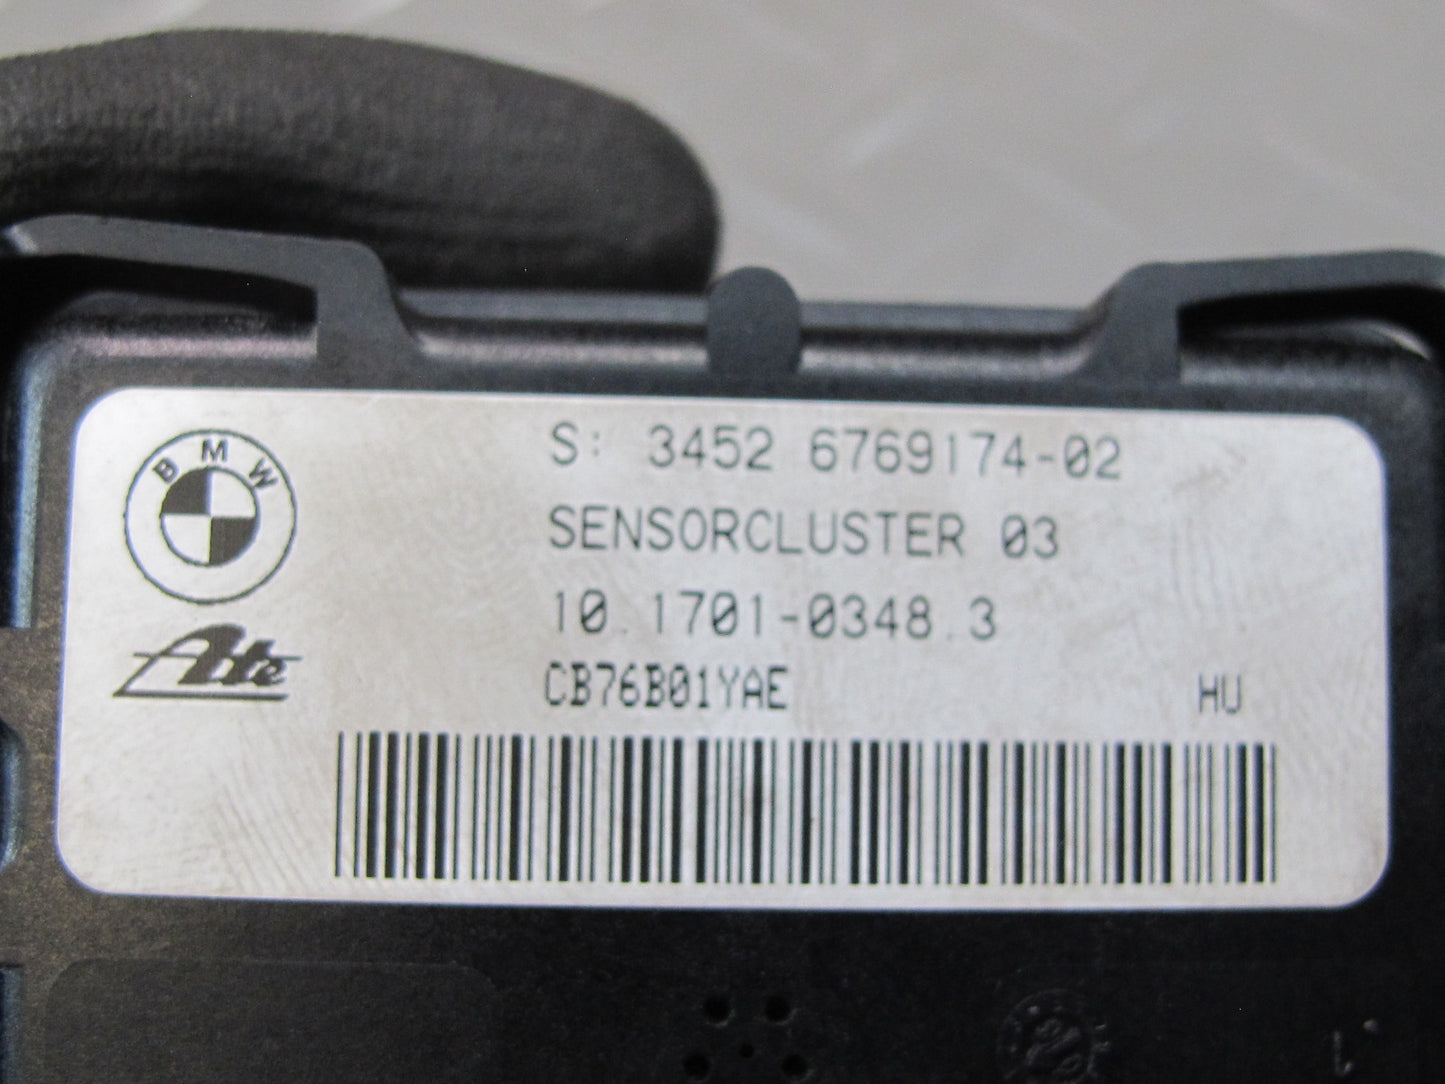 BMW
S: 3452 6769174-02
SENSORCLUSTER 03
10.1701-0348.3
Ate
CB76B01YAE HU